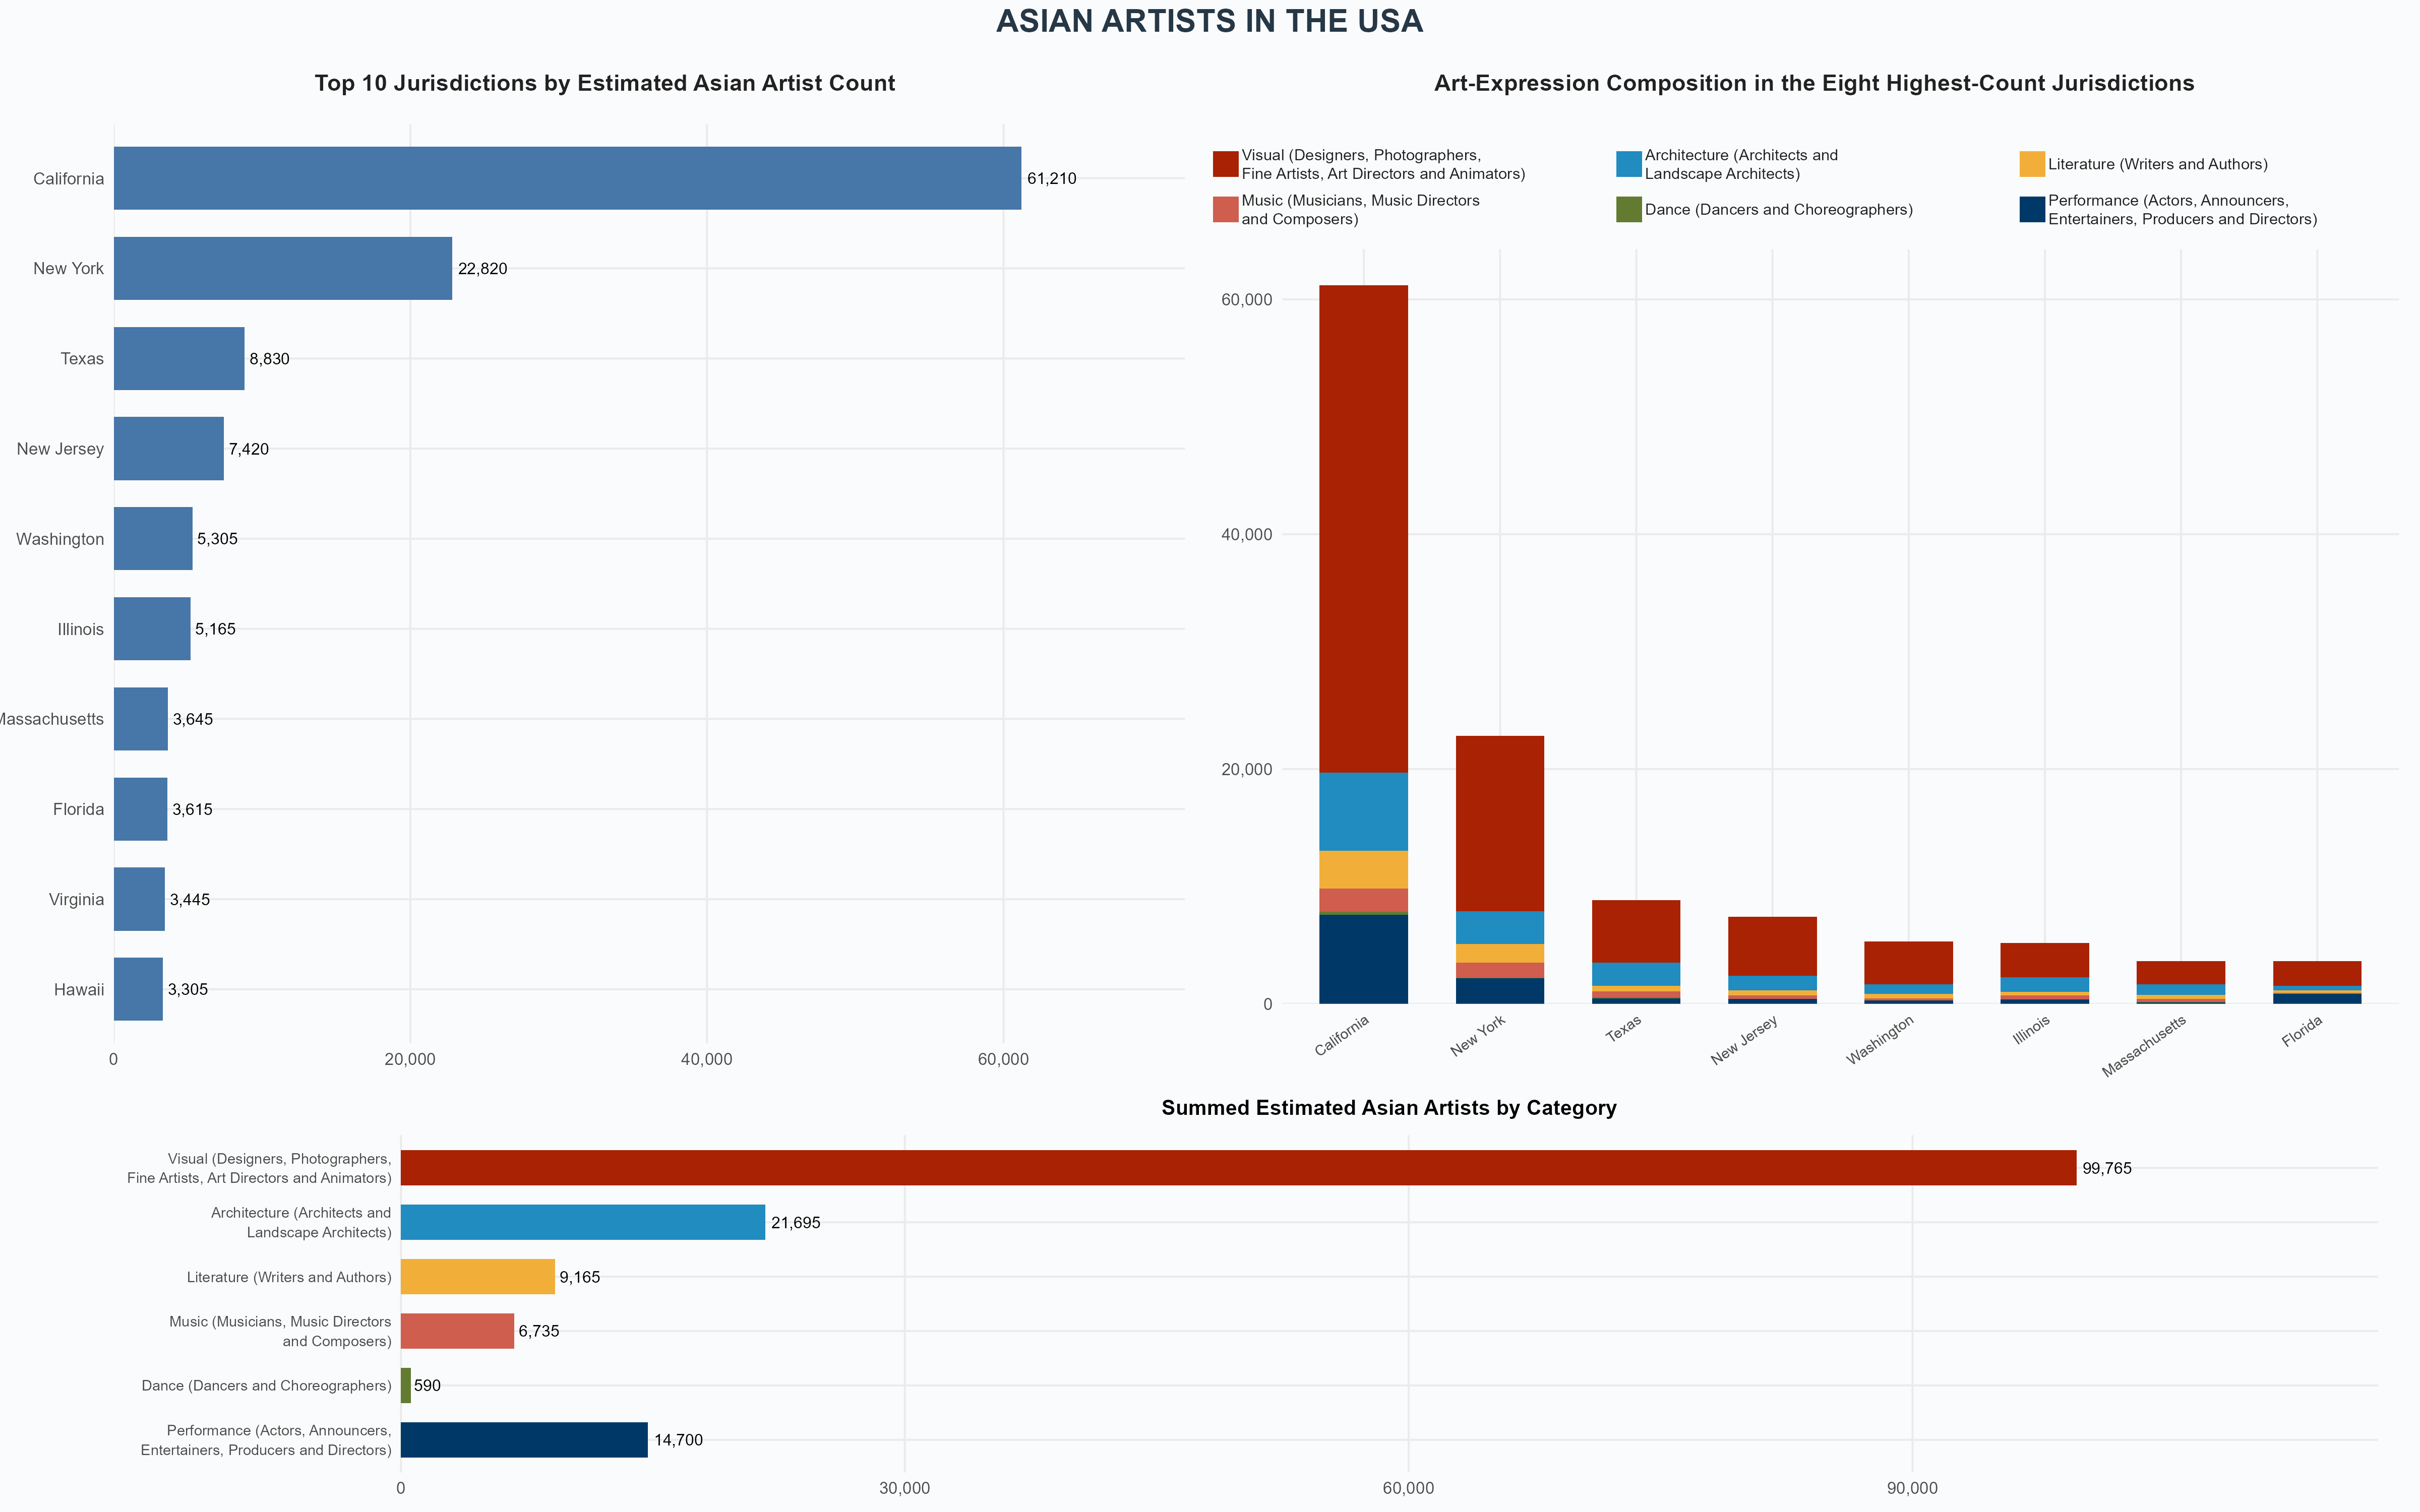 ASIAN ARTISTS IN THE USA
Top 10 Jurisdictions by Estimated Asian Artist Count
California
61,210
New York
22,820
Texas
8,830
New Jersey
7,420
Washington
5,305
Illinois
5,165
Massachusetts
3,645
Florida
3,615
Virginia
3,445
Hawaii
3,305
0
20,000
40,000
60,000
Art-Expression Composition in the Eight Highest-Count Jurisdictions
Visual (Designers, Photographers,
Fine Artists, Art Directors and Animators)
Architecture (Architects and
Landscape Architects)
Literature (Writers and Authors)
Music (Musicians, Music Directors
and Composers)
Dance (Dancers and Choreographers)
Performance (Actors, Announcers,
Entertainers, Producers and Directors)
60,000
40,000
20,000
0
California
New York
Texas
New Jersey
Washington
Illinois
Massachusetts
Florida
Summed Estimated Asian Artists by Category
Visual (Designers, Photographers,
Fine Artists, Art Directors and Animators)
99,765
Architecture (Architects and
Landscape Architects)
21,695
Literature (Writers and Authors)
9,165
Music (Musicians, Music Directors
and Composers)
6,735
Dance (Dancers and Choreographers)
590
Performance (Actors, Announcers,
Entertainers, Producers and Directors)
14,700
0
30,000
60,000
90,000